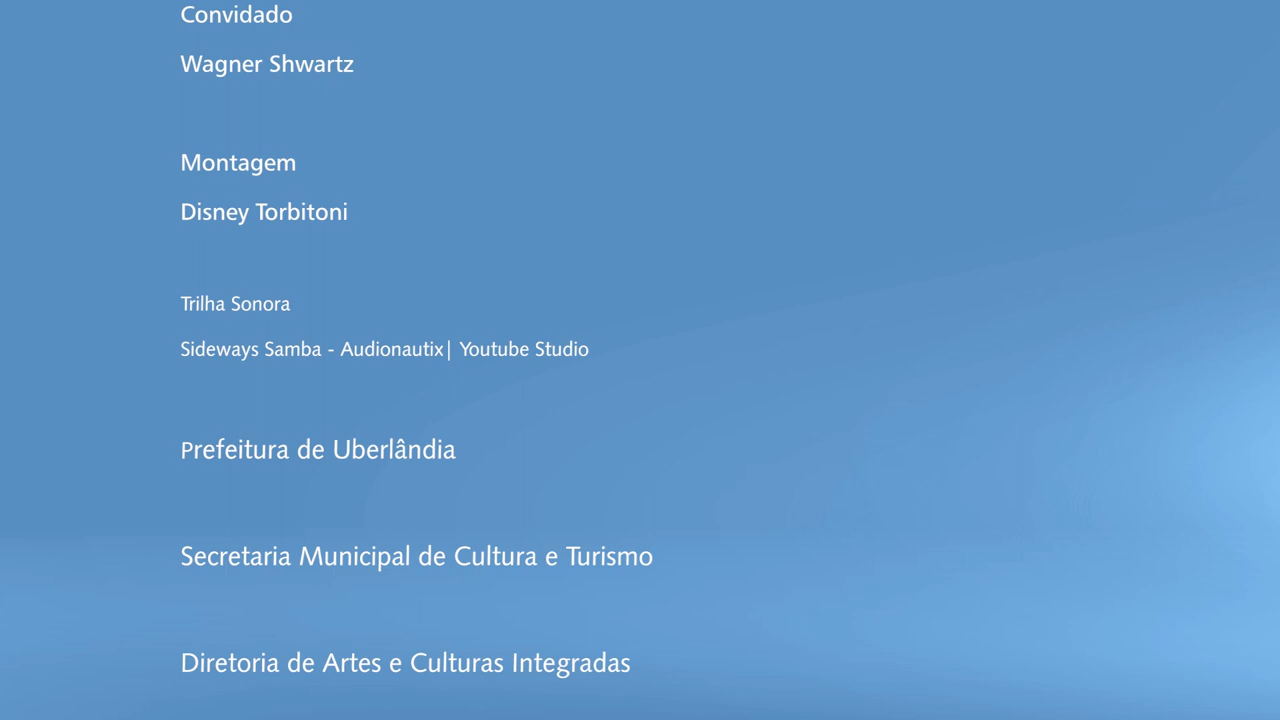 Convidado
Wagner Shwartz
Montagem
Disney Torbitoni
Trilha Sonora
Sideways Samba - Audionautix| Youtube Studio
Prefeitura de Uberlândia
Secretaria Municipal de Cultura e Turismo
Diretoria de Artes e Culturas Integradas